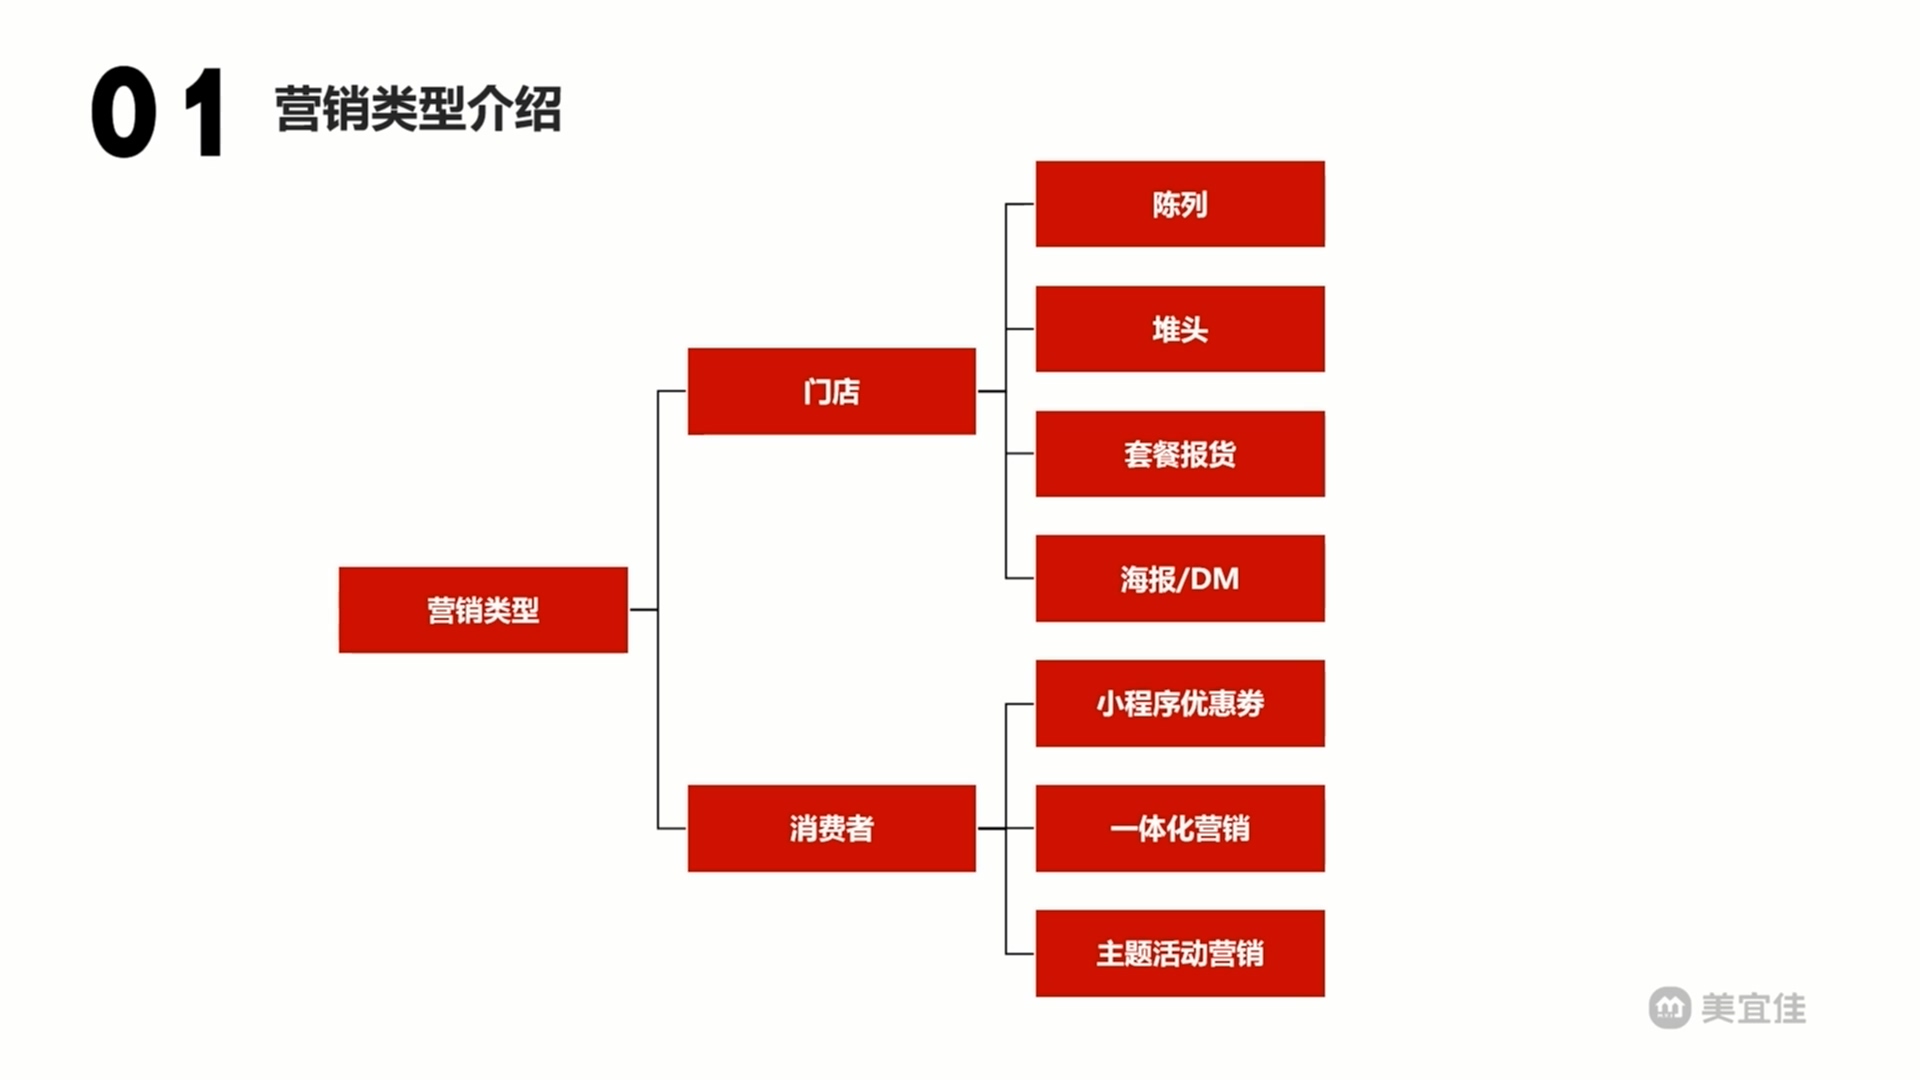 01
营销类型介绍
营销类型
门店
陈列
堆头
套餐报货
海报/DM
消费者
小程序优惠券
一体化营销
主题活动营销
美宜佳